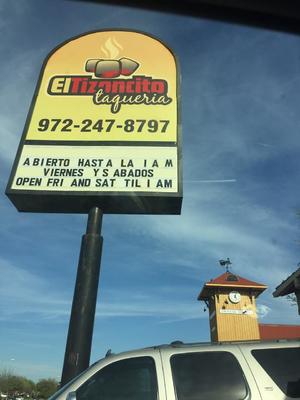 El Tizoncito
taqueria
972-247-8797
ABIERTO HASTA LA 1 AM
VIERNES Y SABADOS
OPEN FRI AND SAT TIL 1 AM